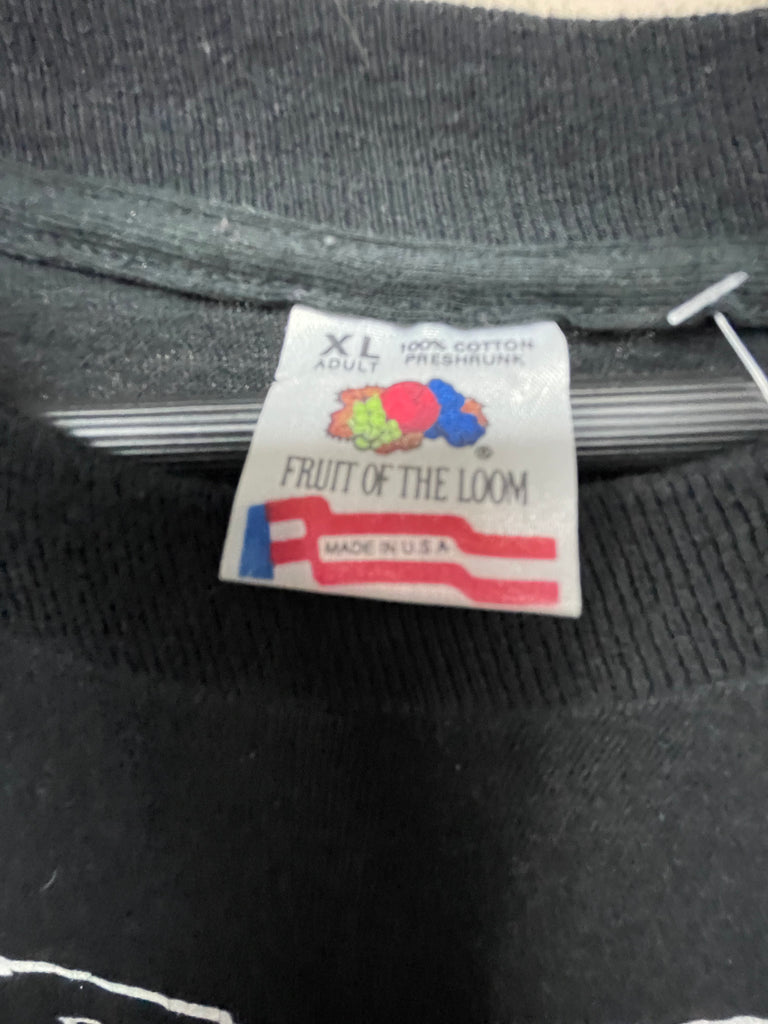 XL 100% COTTON
ADULT PRESHRUNK
®
FRUIT OF THE LOOM
MADE IN U.S.A.